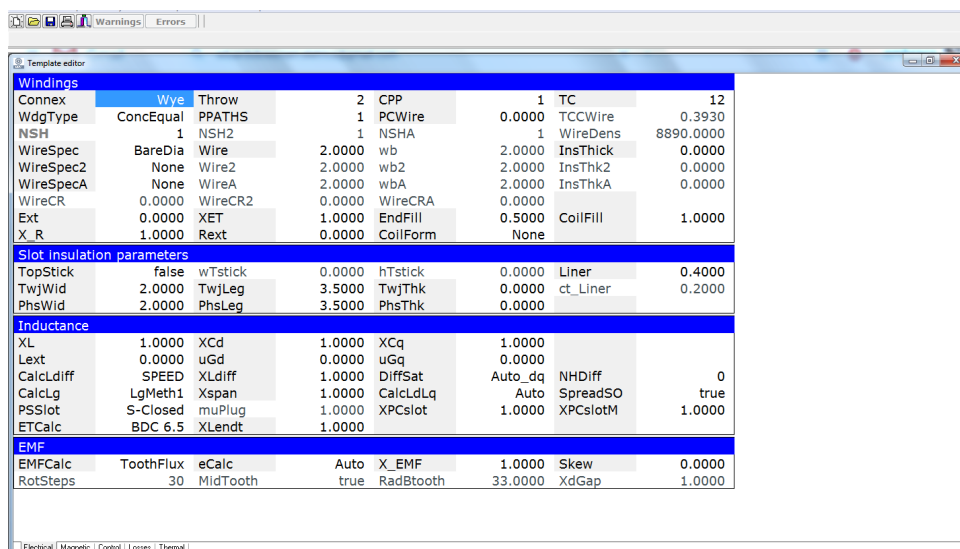 Warnings Errors
Template editor
Windings
Connex Wye Throw 2 CPP 1 TC 12
WdgType ConcEqual PPATHS 1 PCWire 0.0000 TCCWire 0.3930
NSH 1 NSH2 1 NSHA 1 WireDens 8890.0000
WireSpec BareDia Wire 2.0000 wb 2.0000 InsThick 0.0000
WireSpec2 None Wire2 2.0000 wb2 2.0000 InsThk2 0.0000
WireSpecA None WireA 2.0000 wbA 2.0000 InsThkA 0.0000
WireCR 0.0000 WireCR2 0.0000 WireCRA 0.0000
Ext 0.0000 XET 1.0000 EndFill 0.5000 CoilFill 1.0000
X_R 1.0000 Rext 0.0000 CoilForm None
Slot insulation parameters
TopStick false wTstick 0.0000 hTstick 0.0000 Liner 0.4000
TwjWid 2.0000 TwjLeg 3.5000 TwjThk 0.0000 ct_Liner 0.2000
PhsWid 2.0000 PhsLeg 3.5000 PhsThk 0.0000
Inductance
XL 1.0000 XCd 1.0000 XCq 1.0000
Lext 0.0000 uGd 0.0000 uGq 0.0000
CalcLdiff SPEED XLdiff 1.0000 DiffSat Auto_dq NHDiff 0
CalcLg LgMeth1 Xspan 1.0000 CalcLdLq Auto SpreadSO true
PSSlot S-Closed muPlug 1.0000 XPCslot 1.0000 XPCslotM 1.0000
ETCalc BDC 6.5 XLendt 1.0000
EMF
EMFCalc ToothFlux eCalc Auto X_EMF 1.0000 Skew 0.0000
RotSteps 30 MidTooth true RadBtooth 33.0000 XdGap 1.0000
Electrical Magnetic Control Losses Thermal